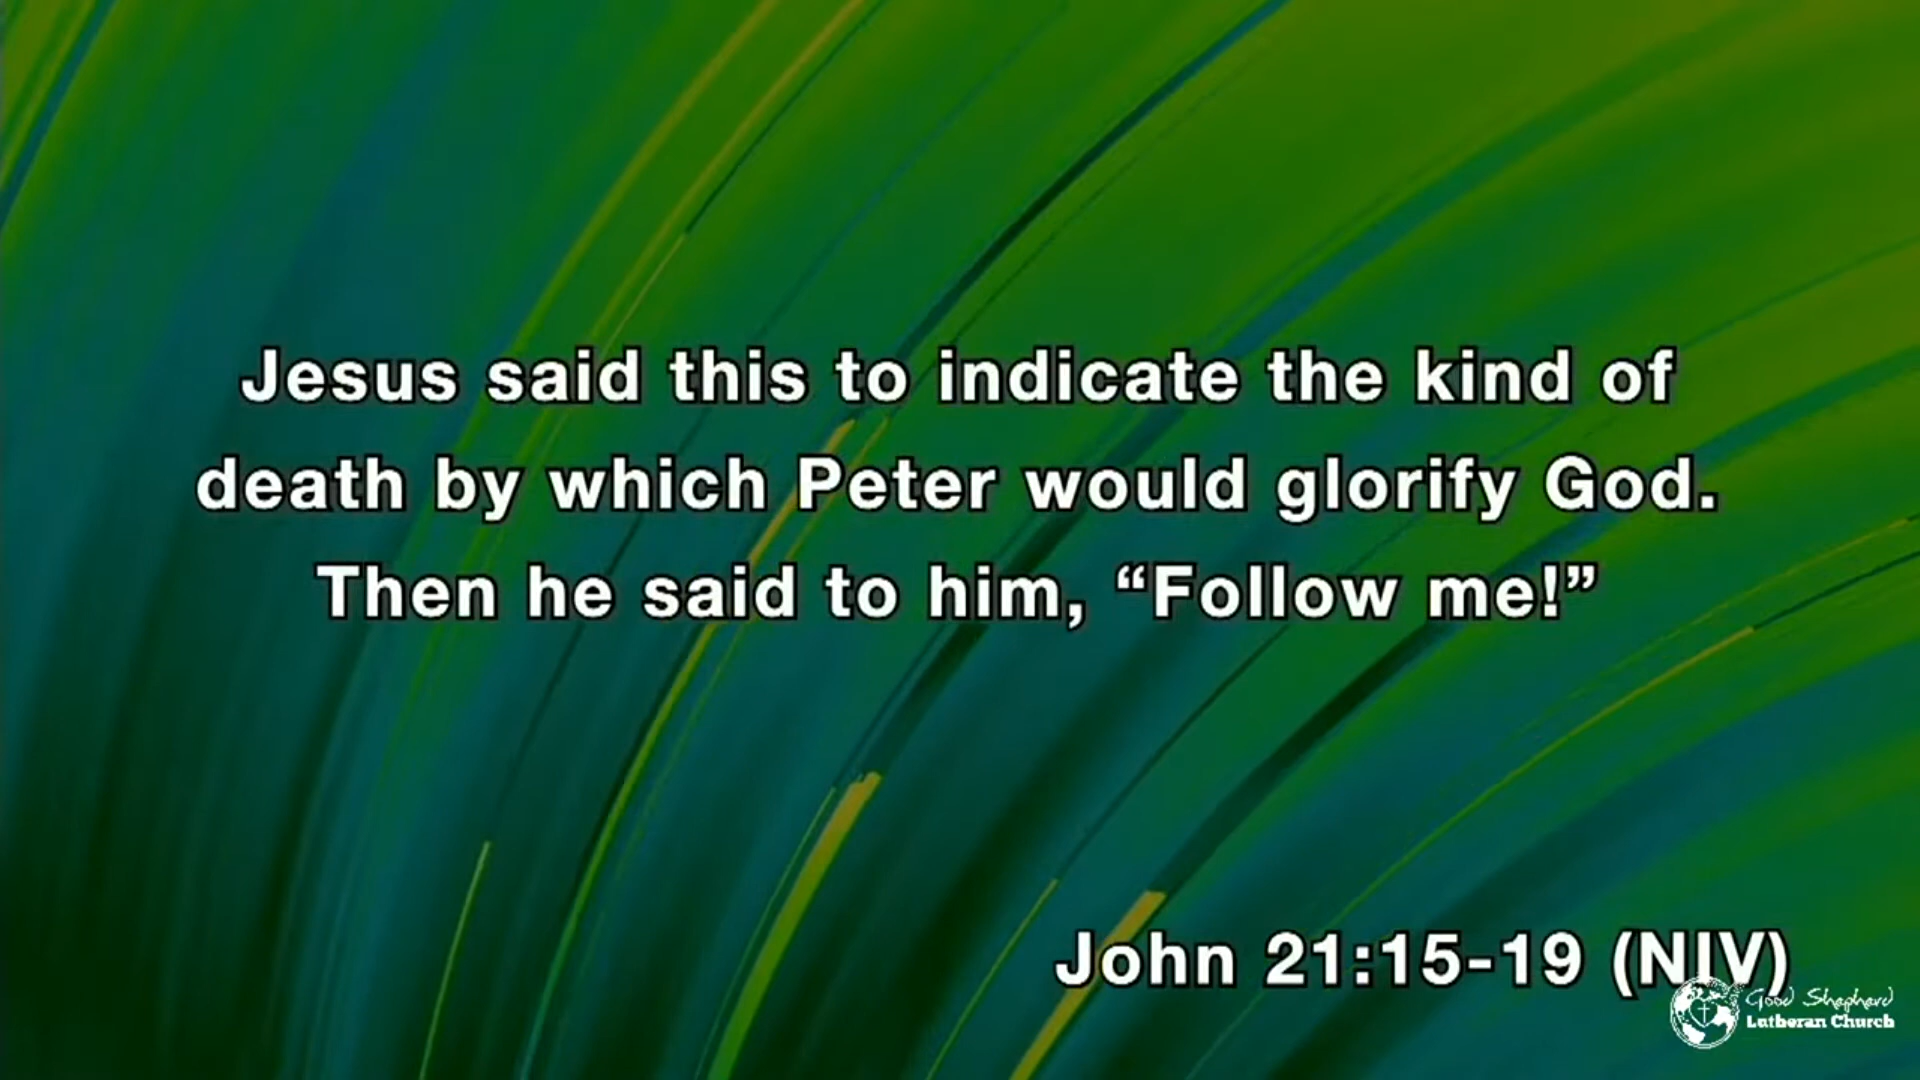 Jesus said this to indicate the kind of
death by which Peter would glorify God.
Then he said to him, “Follow me!”
John 21:15-19 (NIV)
Good Shepherd
Lutheran Church